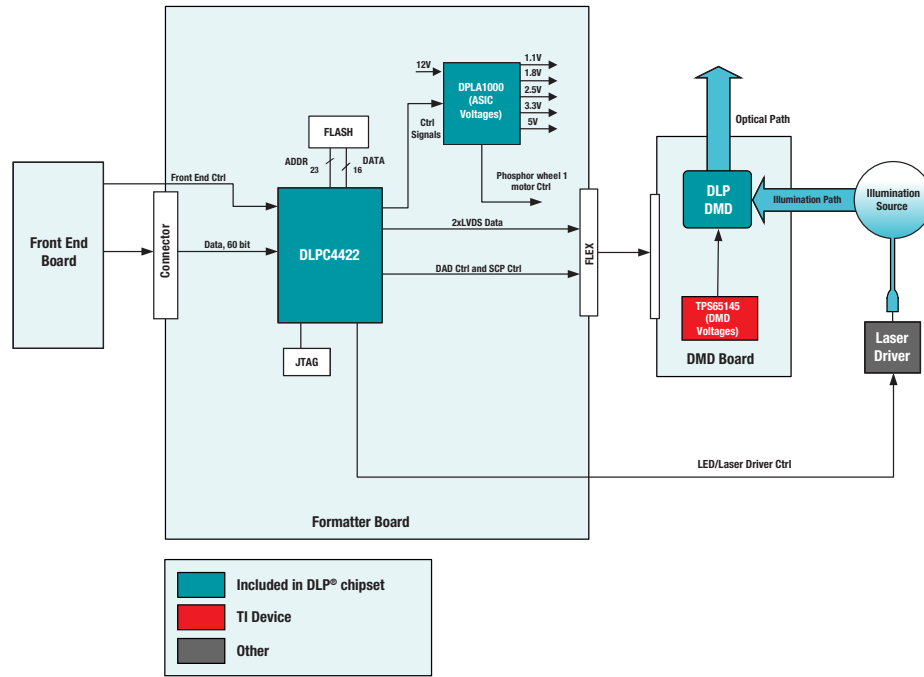 12V
1.1V
1.8V
2.5V
3.3V
5V
DPLA1000
(ASIC
Voltages)
Ctrl
Signals
FLASH
ADDR
23
DATA
16
Phosphor wheel 1
motor Ctrl
Front End
Board
Front End Ctrl
Connector
Data, 60 bit
DLPC4422
2xLVDS Data
DAD Ctrl and SCP Ctrl
FLEX
JTAG
Optical Path
DLP
DMD
Illumination Path
Illumination
Source
TPS65145
(DMD
Voltages)
DMD Board
Laser
Driver
LED/Laser Driver Ctrl
Formatter Board
Included in DLP® chipset
TI Device
Other